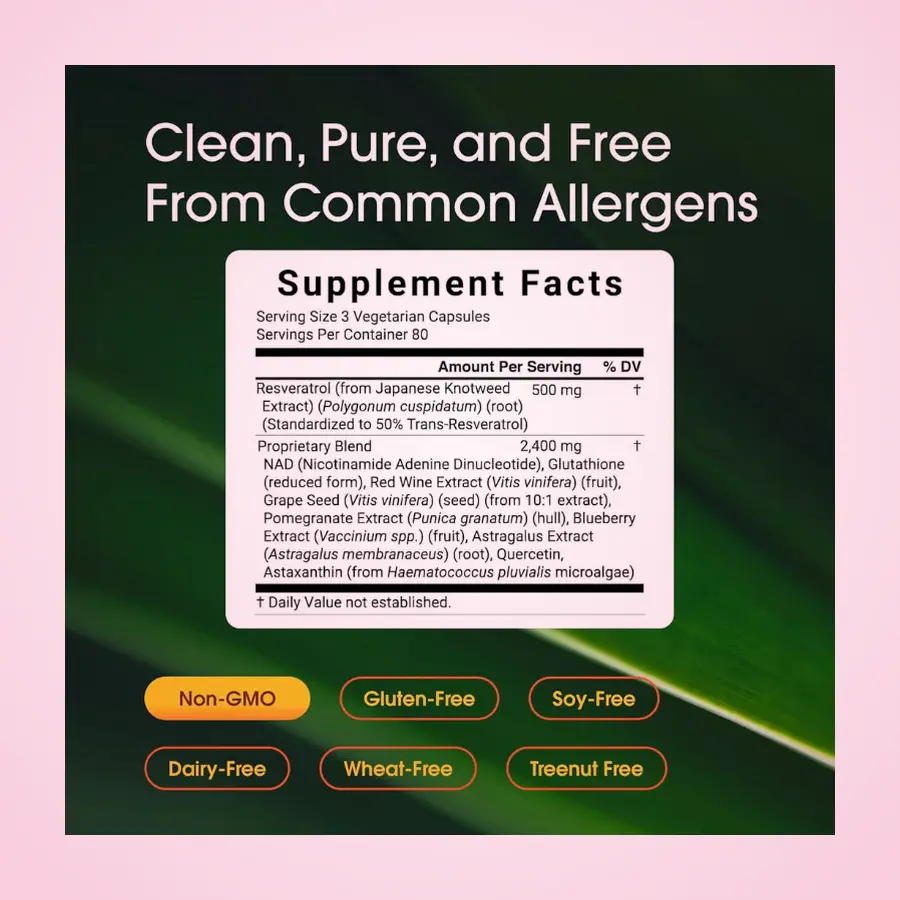 Clean, Pure, and Free
From Common Allergens
Supplement Facts
Serving Size 3 Vegetarian Capsules
Servings Per Container 80
Amount Per Serving % DV
Resveratrol (from Japanese Knotweed 500 mg †
Extract) (Polygonum cuspidatum) (root)
(Standardized to 50% Trans-Resveratrol)
Proprietary Blend 2,400 mg †
NAD (Nicotinamide Adenine Dinucleotide), Glutathione
(reduced form), Red Wine Extract (Vitis vinifera) (fruit),
Grape Seed (Vitis vinifera) (seed) (from 10:1 extract),
Pomegranate Extract (Punica granatum) (hull), Blueberry
Extract (Vaccinium spp.) (fruit), Astragalus Extract
(Astragalus membranaceus) (root), Quercetin,
Astaxanthin (from Haematococcus pluvialis microalgae)
† Daily Value not established.
Non-GMO Gluten-Free Soy-Free
Dairy-Free Wheat-Free Treenut Free